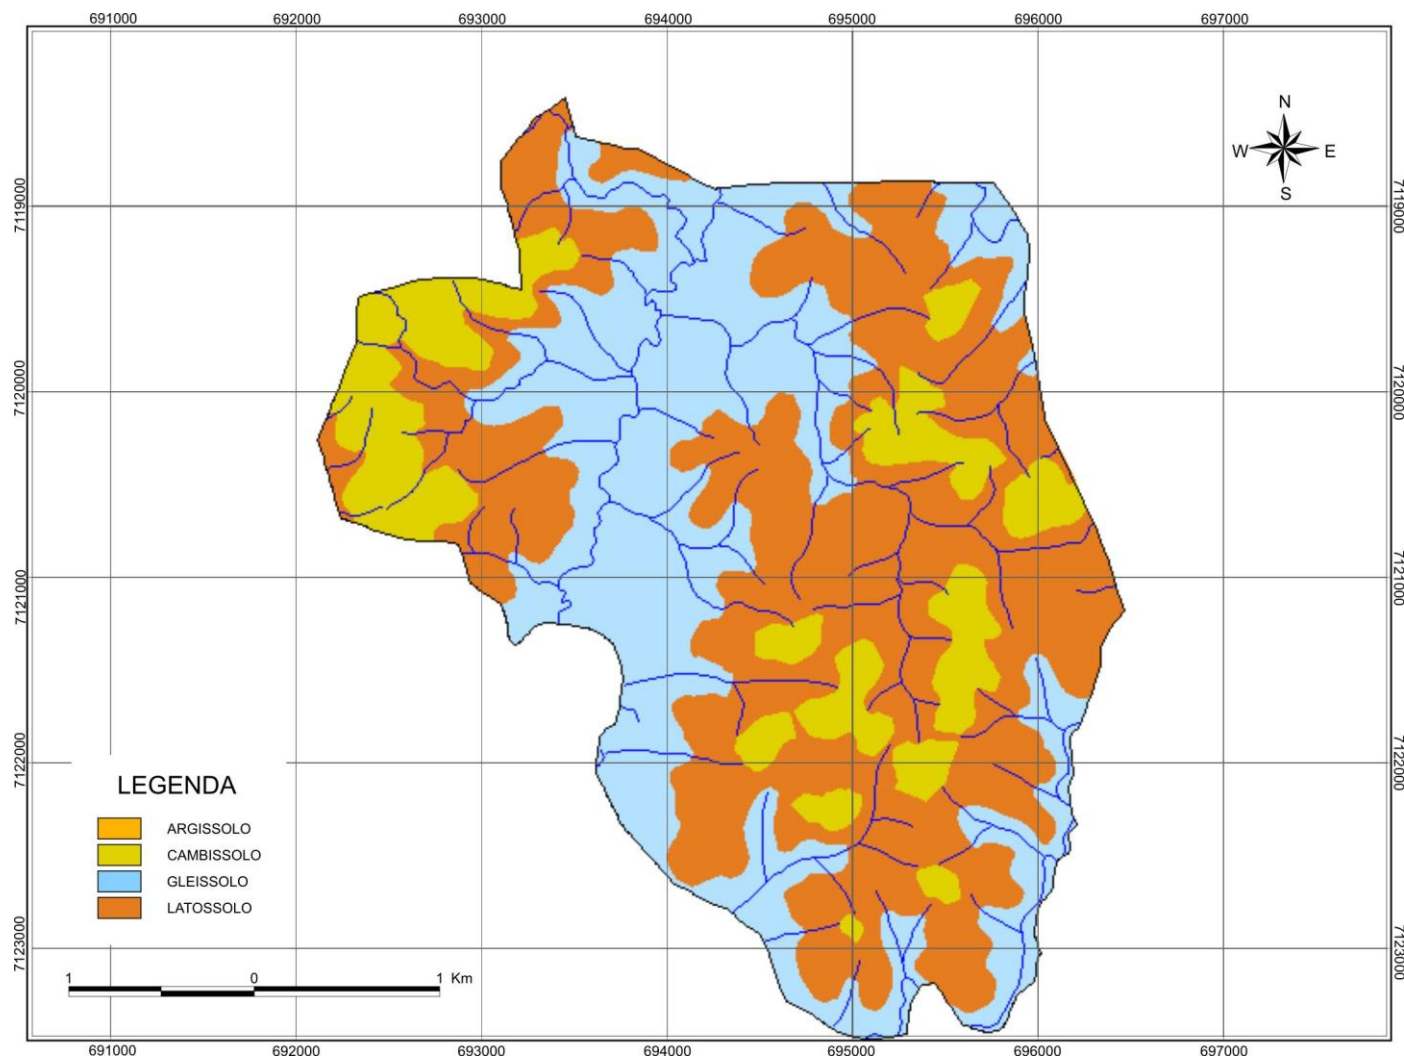 691000 692000 693000 694000 695000 696000 697000
N
W E
S
7119000 7119000
7120000 7120000
7121000 7121000
7122000 7122000
LEGENDA
ARGISSOLO
CAMBISSOLO
GLEISSOLO
LATOSSOLO
7123000 7123000
1 0 1 Km
691000 692000 693000 694000 695000 696000 697000